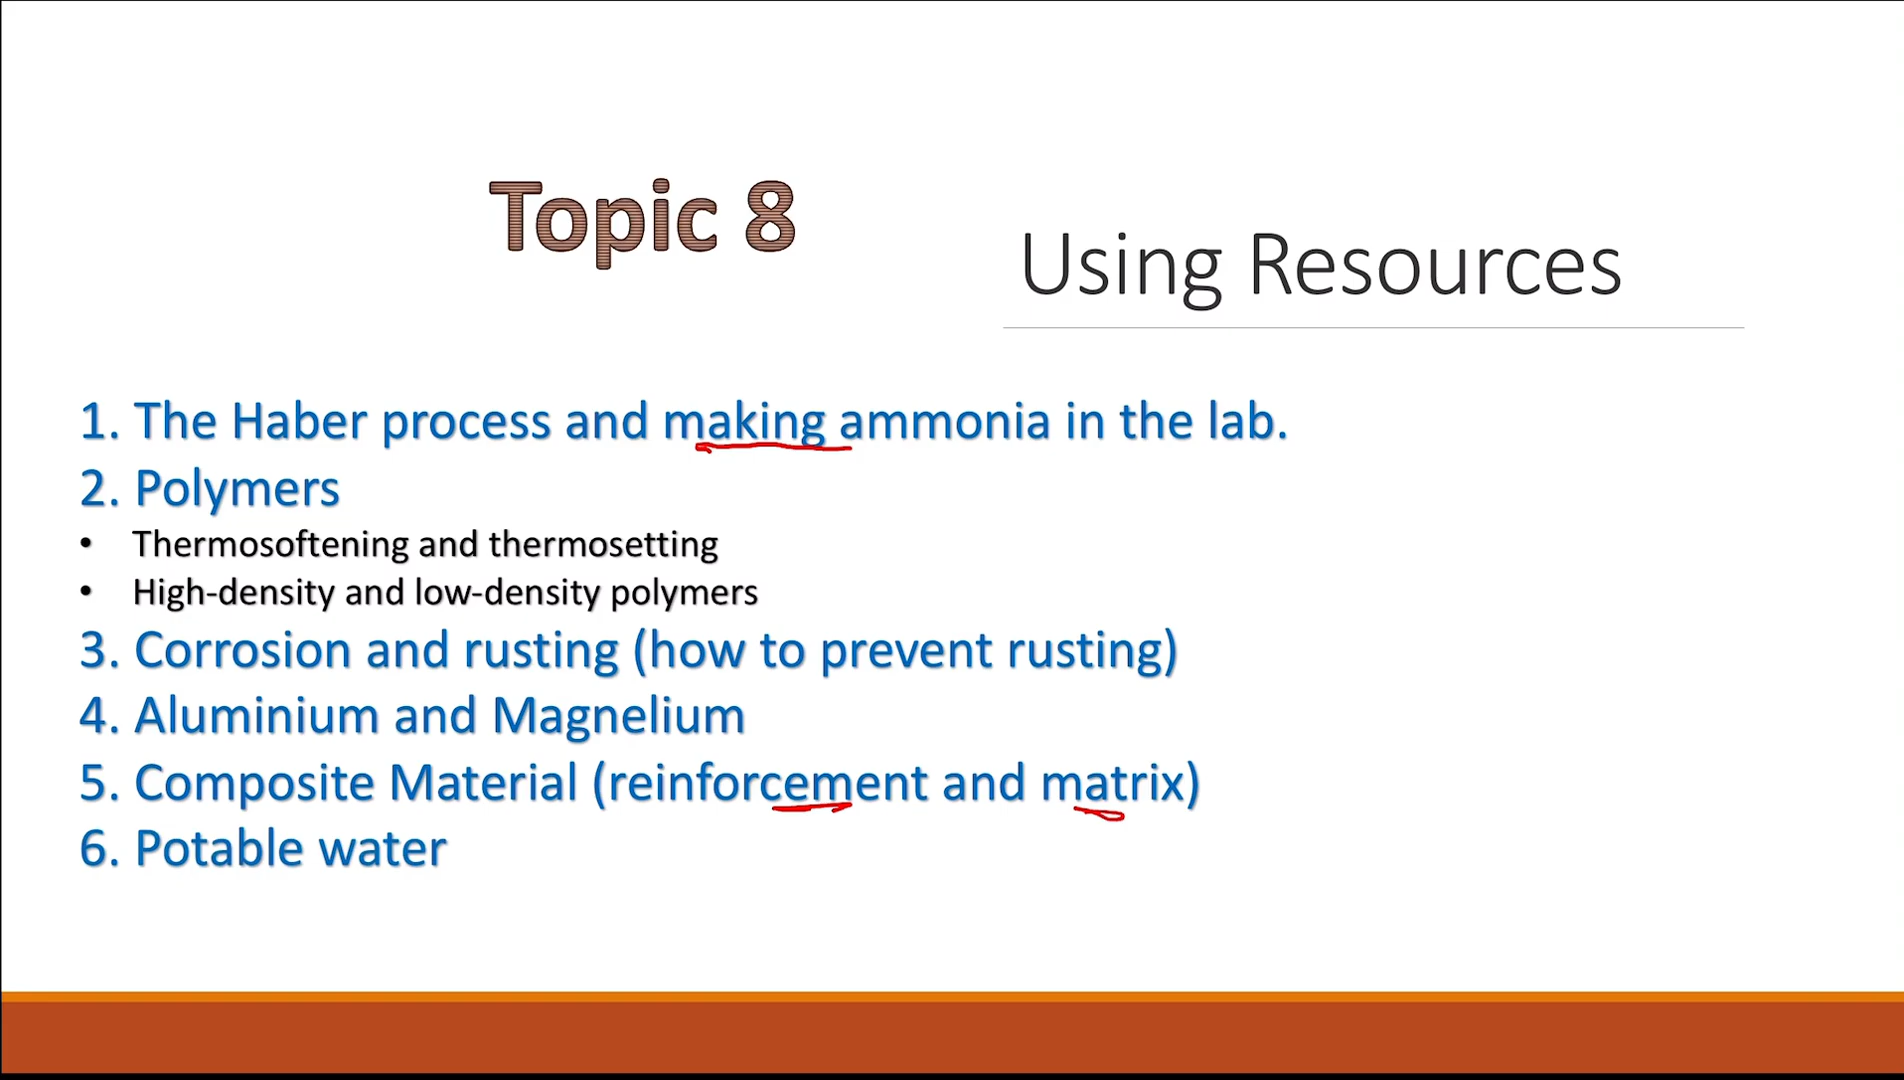 Topic 8
Using Resources
1. The Haber process and making ammonia in the lab.
2. Polymers
• Thermosoftening and thermosetting
• High-density and low-density polymers
3. Corrosion and rusting (how to prevent rusting)
4. Aluminium and Magnelium
5. Composite Material (reinforcement and matrix)
6. Potable water